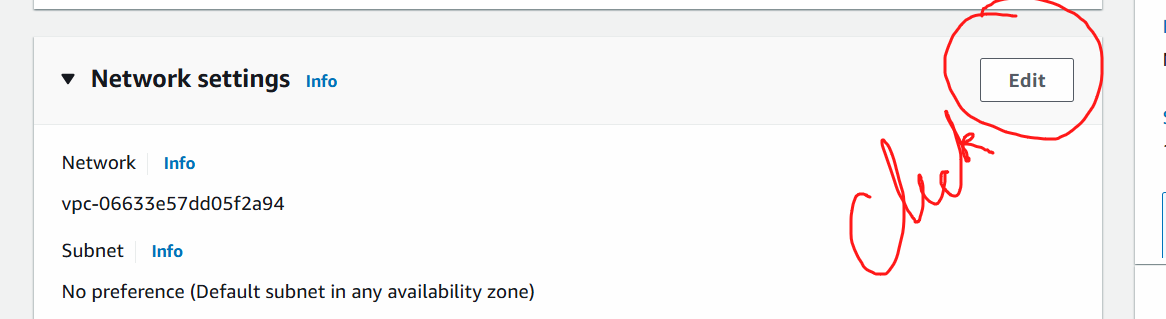 Network settings Info
Edit
Click
Network Info
vpc-06633e57dd05f2a94
Subnet Info
No preference (Default subnet in any availability zone)